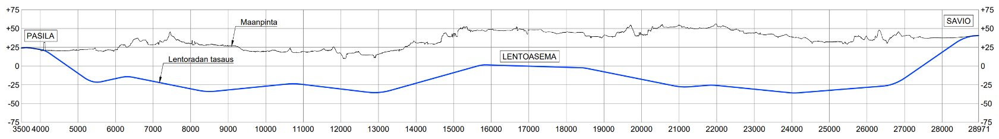 +75 +75
Maanpinta
SAVIO
+50 +50
PASILA
+25 +25
Lentoradan tasaus
LENTOASEMA
0 0
-25 -25
-50 -50
-75 -75
3500 4000 5000 6000 7000 8000 9000 10000 11000 12000 13000 14000 15000 16000 17000 18000 19000 20000 21000 22000 23000 24000 25000 26000 27000 28000 28971